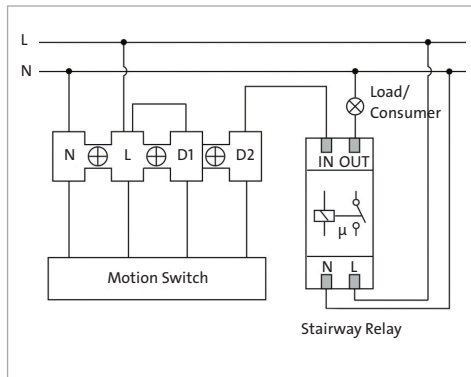 L
N
Load/
Consumer
N L D1 D2
IN OUT
µ
N L
Motion Switch
Stairway Relay